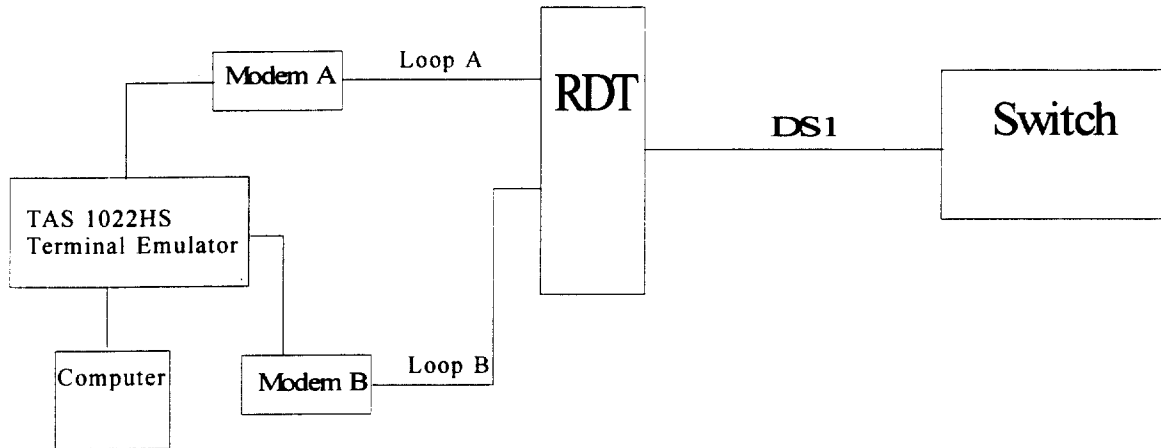 Modem A
Loop A
RDT
DS1
Switch
TAS 1022HS
Terminal Emulator
Computer
Modem B
Loop B